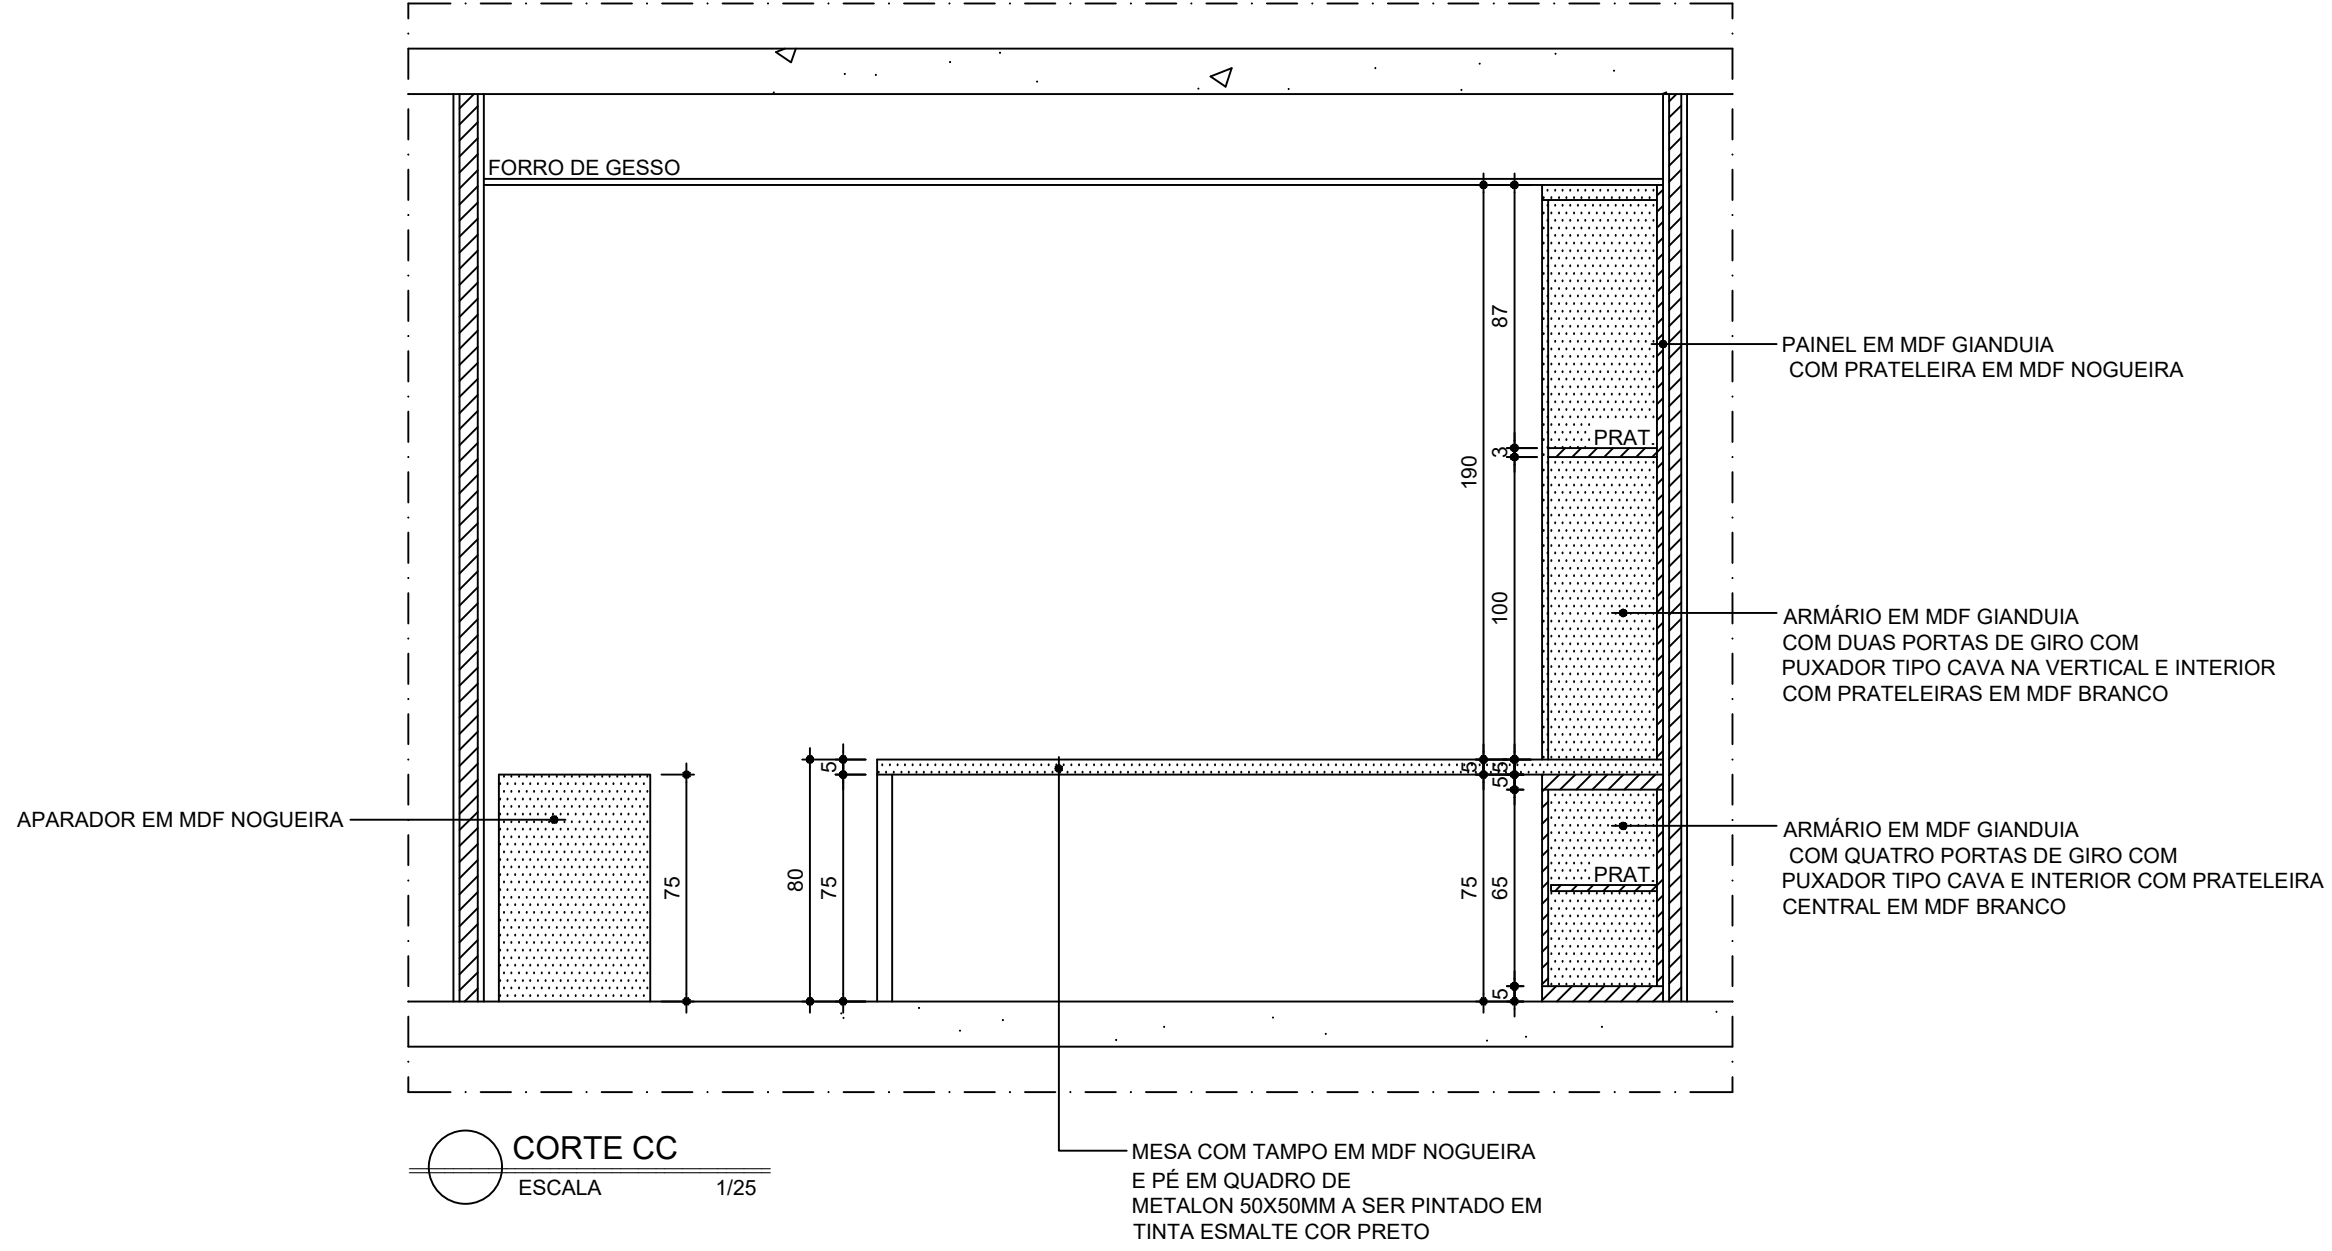 FORRO DE GESSO
87
PAINEL EM MDF GIANDUIA
COM PRATELEIRA EM MDF NOGUEIRA
PRAT.
3
190
100
ARMÁRIO EM MDF GIANDUIA
COM DUAS PORTAS DE GIRO COM
PUXADOR TIPO CAVA NA VERTICAL E INTERIOR
COM PRATELEIRAS EM MDF BRANCO
5
5
5
5
APARADOR EM MDF NOGUEIRA
75
80
75
75
65
ARMÁRIO EM MDF GIANDUIA
COM QUATRO PORTAS DE GIRO COM
PUXADOR TIPO CAVA E INTERIOR COM PRATELEIRA
CENTRAL EM MDF BRANCO
PRAT.
5
CORTE CC
ESCALA 1/25
MESA COM TAMPO EM MDF NOGUEIRA
E PÉ EM QUADRO DE
METALON 50X50MM A SER PINTADO EM
TINTA ESMALTE COR PRETO